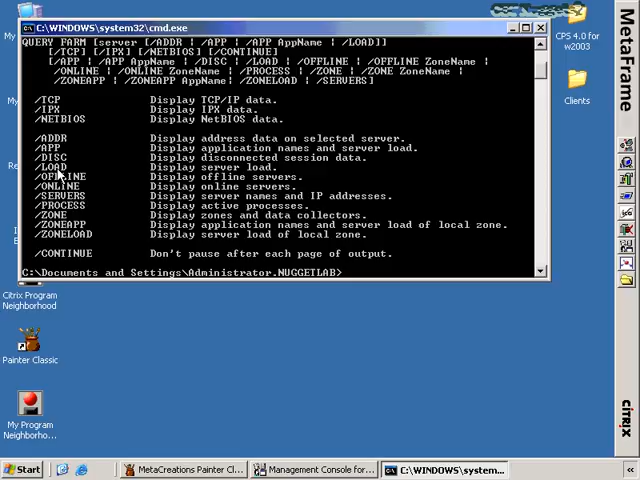 C:\WINDOWS\system32\cmd.exe
QUERY FARM [server [/ADDR | /APP | /APP AppName | /LOAD]]
[/TCP] [/IPX] [/NETBIOS] [/CONTINUE]
[/APP | /APP AppName | /DISC | /LOAD | /OFFLINE | /OFFLINE ZoneName |
/ONLINE | /ONLINE ZoneName | /PROCESS | /ZONE | /ZONE ZoneName |
/ZONEAPP | /ZONEAPP AppName| /ZONELOAD | /SERVERS]
/TCP Display TCP/IP data.
/IPX Display IPX data.
/NETBIOS Display NetBIOS data.
/ADDR Display address data on selected server.
/APP Display application names and server load.
/DISC Display disconnected session data.
/LOAD Display server load.
/OFFLINE Display offline servers.
/ONLINE Display online servers.
/SERVERS Display server names and IP addresses.
/PROCESS Display active processes.
/ZONE Display zones and data collectors.
/ZONEAPP Display application names and server load of local zone.
/ZONELOAD Display server load of local zone.
/CONTINUE Don't pause after each page of output.
C:\Documents and Settings\Administrator.NUGGETLAB>
CPS 4.0 for
w2003
Clients
MetaFrame
CITRIX
Citrix Program
Neighborhood
Painter Classic
My Program
Neighborho...
Start
MetaCreations Painter Cl...
Management Console for...
C:\WINDOWS\system...